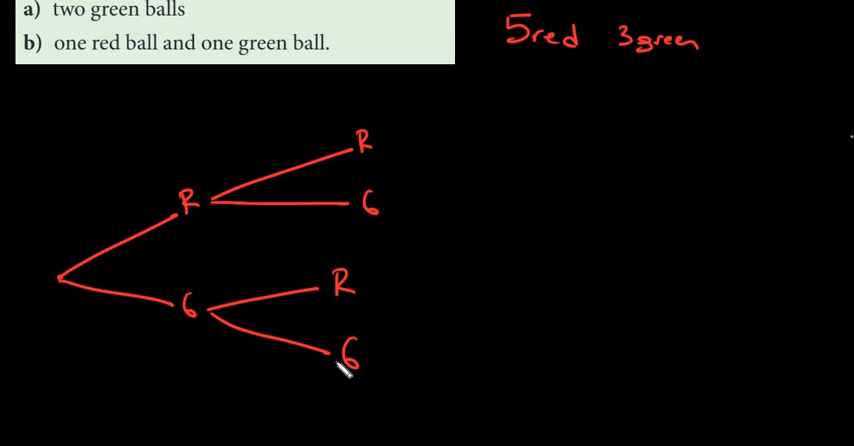 a) two green balls
b) one red ball and one green ball.
5red 3green
R
R
G
R
G
G